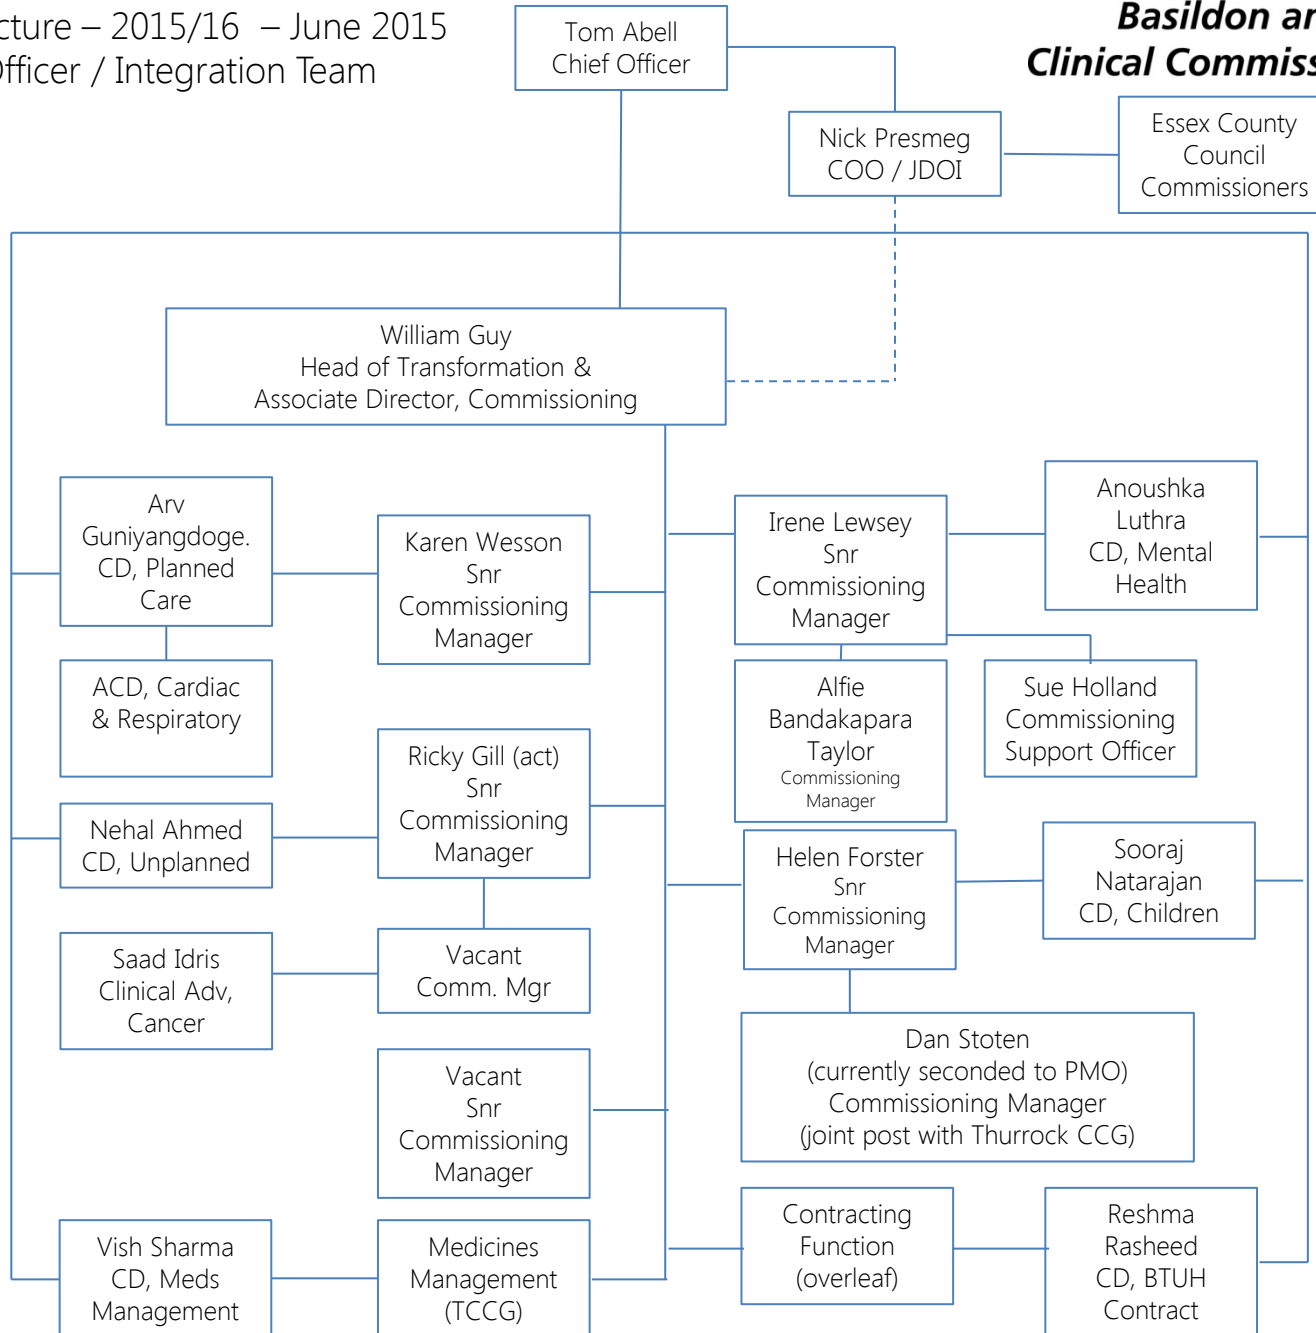 cture – 2015/16 – June 2015
Officer / Integration Team
Basildon ar
Clinical Commiss
Tom Abell
Chief Officer
Nick Presmeg
COO / JDOI
Essex County
Council
Commissioners
William Guy
Head of Transformation &
Associate Director, Commissioning
Arv
Guniyangdoge.
CD, Planned
Care
Karen Wesson
Snr
Commissioning
Manager
Irene Lewsey
Snr
Commissioning
Manager
Anoushka
Luthra
CD, Mental
Health
ACD, Cardiac
& Respiratory
Alfie
Bandakapara
Taylor
Commissioning
Manager
Sue Holland
Commissioning
Support Officer
Ricky Gill (act)
Snr
Commissioning
Manager
Nehal Ahmed
CD, Unplanned
Helen Forster
Snr
Commissioning
Manager
Sooraj
Natarajan
CD, Children
Saad Idris
Clinical Adv,
Cancer
Vacant
Comm. Mgr
Dan Stoten
(currently seconded to PMO)
Commissioning Manager
(joint post with Thurrock CCG)
Vacant
Snr
Commissioning
Manager
Vish Sharma
CD, Meds
Management
Medicines
Management
(TCCG)
Contracting
Function
(overleaf)
Reshma
Rasheed
CD, BTUH
Contract